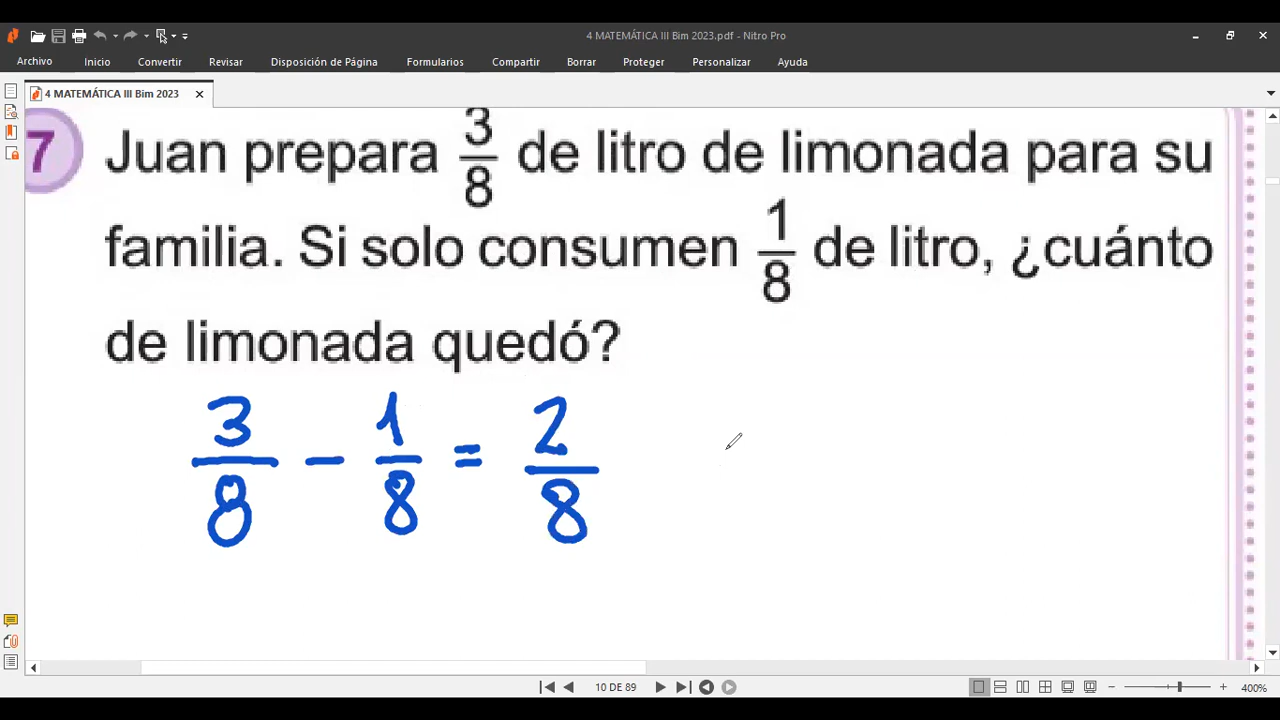 4 MATEMÁTICA III Bim 2023.pdf - Nitro Pro
Archivo Inicio Convertir Revisar Disposición de Página Formularios Compartir Borrar Proteger Personalizar Ayuda
4 MATEMÁTICA III Bim 2023
7 Juan prepara 3/8 de litro de limonada para su
familia. Si solo consumen 1/8 de litro, ¿cuánto
de limonada quedó?
3/8 - 1/8 = 2/8
10 DE 89
400%